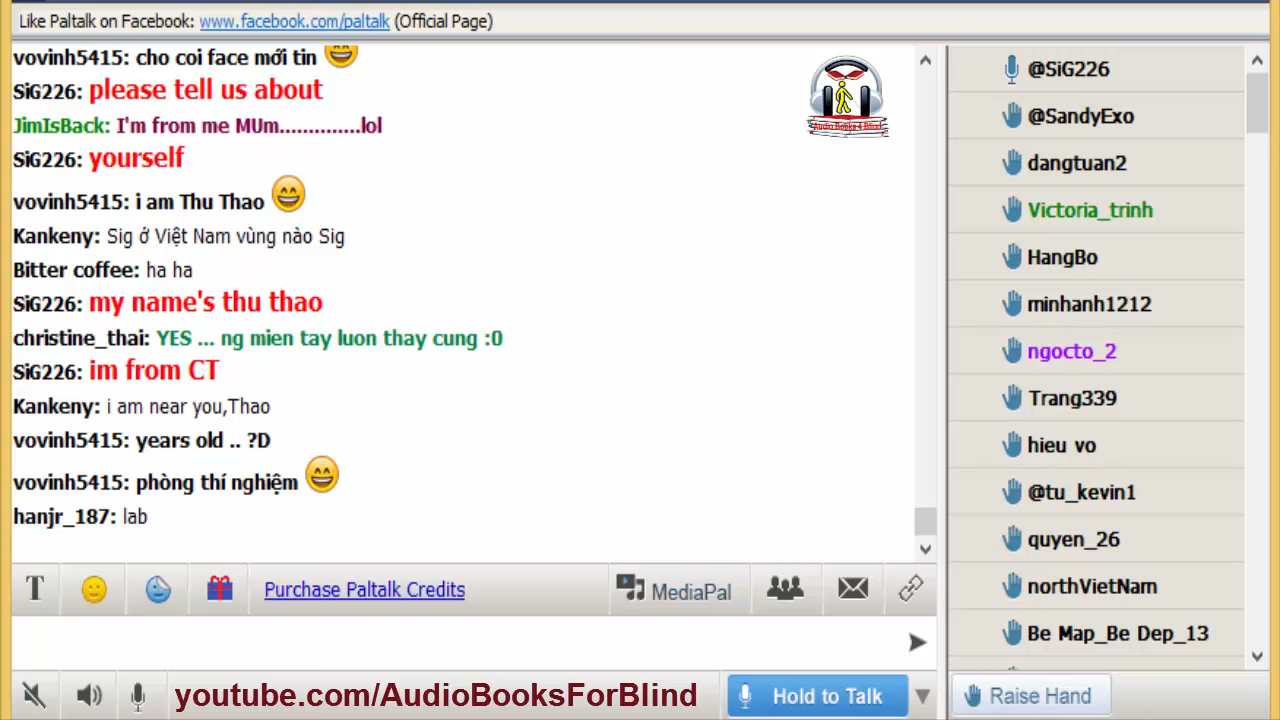 Like Paltalk on Facebook: www.facebook.com/paltalk (Official Page)
vovinh5415: cho coi face mới tin
SiG226: please tell us about
JimIsBack: I'm from me MUm..............lol
SiG226: yourself
vovinh5415: i am Thu Thao
Kankeny: Sig ở Việt Nam vùng nào Sig
Bitter coffee: ha ha
SiG226: my name's thu thao
christine_thai: YES ... ng mien tay luon thay cung :0
SiG226: im from CT
Kankeny: i am near you,Thao
vovinh5415: years old .. ?D
vovinh5415: phòng thí nghiệm
hanjr_187: lab
Audio Books 4 Blind
@SiG226
@SandyExo
dangtuan2
Victoria_trinh
HangBo
minhanh1212
ngocto_2
Trang339
hieu vo
@tu_kevin1
quyen_26
northVietNam
Be Map_Be Dep_13
T
Purchase Paltalk Credits
MediaPal
youtube.com/AudioBooksForBlind
Hold to Talk
Raise Hand